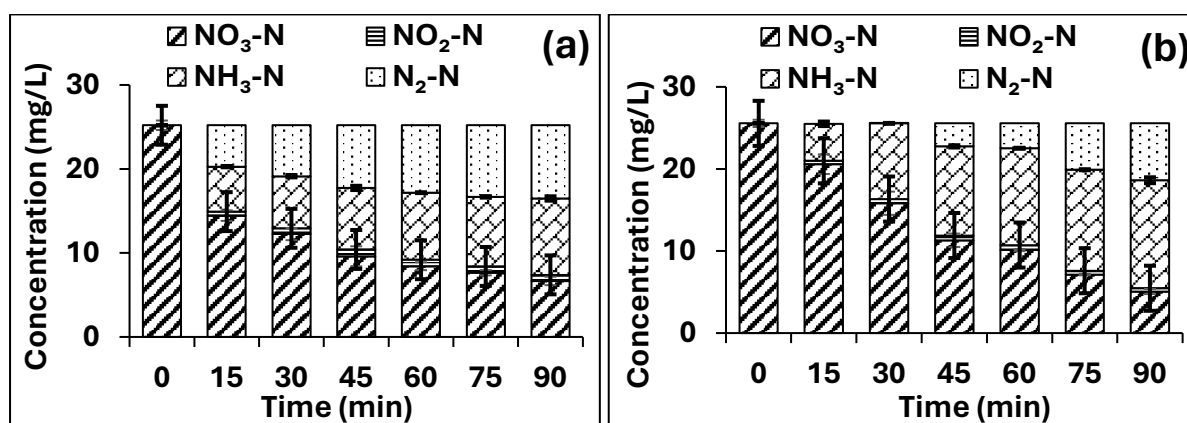 NO₃-N NO₂-N (a)
NH₃-N N₂-N
Concentration (mg/L)
30
20
10
0
0 15 30 45 60 75 90
Time (min)
NO₃-N NO₂-N (b)
NH₃-N N₂-N
Concentration (mg/L)
30
20
10
0
0 15 30 45 60 75 90
Time (min)